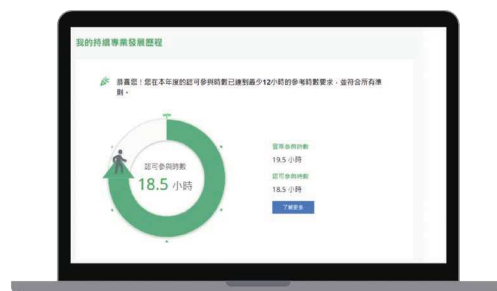 我的持續專業發展歷程
恭喜您！您在本年度的認可參與時數已達到最少12小時的參考時數要求，並符合所有準
則。
認可參與時數
18.5 小時
參與時數
19.5 小時
認可參與時數
18.5 小時
了解更多